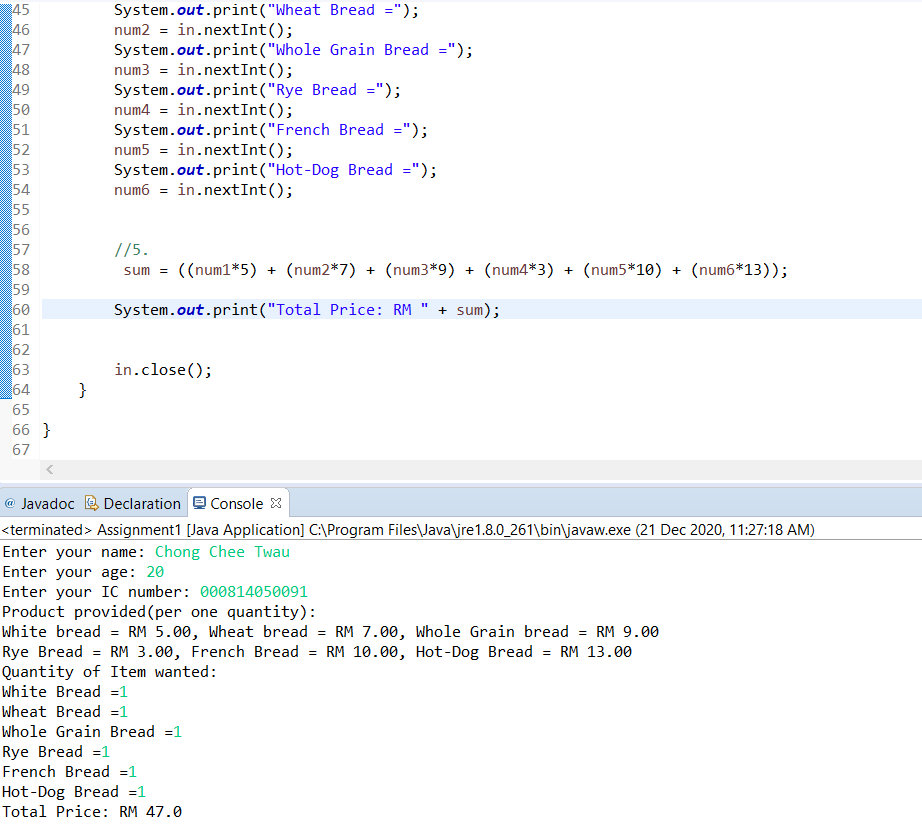 45 System.out.print("Wheat Bread =");
46 num2 = in.nextInt();
47 System.out.print("Whole Grain Bread =");
48 num3 = in.nextInt();
49 System.out.print("Rye Bread =");
50 num4 = in.nextInt();
51 System.out.print("French Bread =");
52 num5 = in.nextInt();
53 System.out.print("Hot-Dog Bread =");
54 num6 = in.nextInt();
55
56
57 //5.
58 sum = ((num1*5) + (num2*7) + (num3*9) + (num4*3) + (num5*10) + (num6*13));
59
60 System.out.print("Total Price: RM " + sum);
61
62
63 in.close();
64 }
65
66 }
67
@ Javadoc Declaration Console
<terminated> Assignment1 [Java Application] C:\Program Files\Java\jre1.8.0_261\bin\javaw.exe (21 Dec 2020, 11:27:18 AM)
Enter your name: Chong Chee Twau
Enter your age: 20
Enter your IC number: 000814050091
Product provided(per one quantity):
White bread = RM 5.00, Wheat bread = RM 7.00, Whole Grain bread = RM 9.00
Rye Bread = RM 3.00, French Bread = RM 10.00, Hot-Dog Bread = RM 13.00
Quantity of Item wanted:
White Bread =1
Wheat Bread =1
Whole Grain Bread =1
Rye Bread =1
French Bread =1
Hot-Dog Bread =1
Total Price: RM 47.0